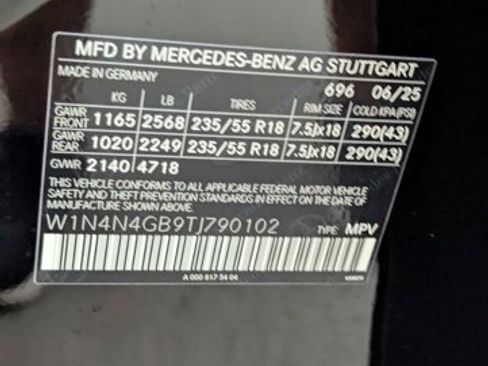 MFD BY MERCEDES-BENZ AG STUTTGART
MADE IN GERMANY 696 06/25
KG LB TIRES RIM SIZE COLD KPA (PSI)
GAWR FRONT 1165 2568 235/55 R18 7.5Jx18 290(43)
GAWR REAR 1020 2249 235/55 R18 7.5Jx18 290(43)
GVWR 2140 4718
THIS VEHICLE CONFORMS TO ALL APPLICABLE FEDERAL MOTOR VEHICLE
SAFETY AND BUMPER AND THEFT PREVENTION STANDARDS IN EFFECT ON THE DATE
OF MANUFACTURE SHOWN ABOVE.
W1N4N4GB9TJ790102 TYPE: MPV
A 000 817 34 04